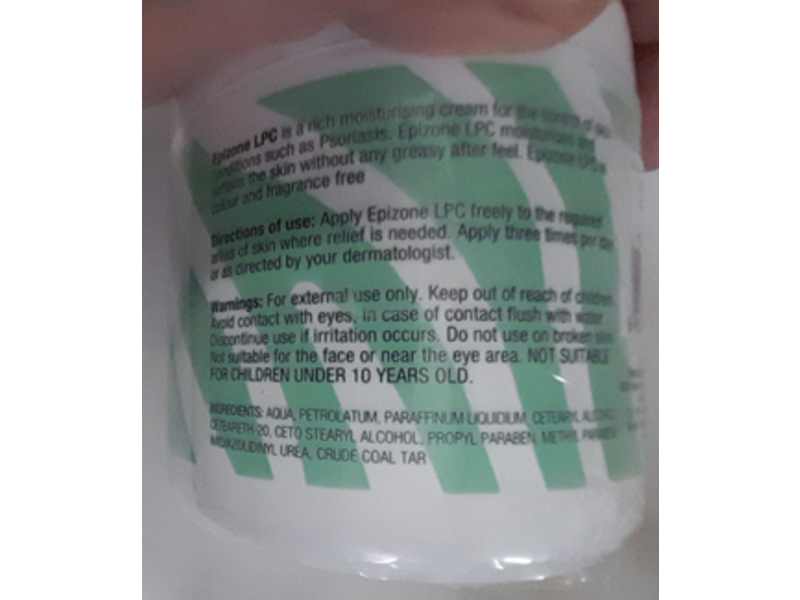 Epizone LPC is a rich moisturising cream for the control of skin
conditions such as Psoriasis. Epizone LPC moisturises and
softens the skin without any greasy after feel. Epizone LPC is
colour and fragrance free
Directions of use: Apply Epizone LPC freely to the required
areas of skin where relief is needed. Apply three times per day
or as directed by your dermatologist.
Warnings: For external use only. Keep out of reach of children.
Avoid contact with eyes, in case of contact flush with water
Discontinue use if irritation occurs. Do not use on broken skin
Not suitable for the face or near the eye area. NOT SUITABLE
FOR CHILDREN UNDER 10 YEARS OLD.
INGREDIENTS: AQUA, PETROLATUM, PARAFFINUM LIQUIDIUM, CETEARYL ALCOHOL,
CETEARETH-20, CETO STEARYL ALCOHOL, PROPYL PARABEN, METHYL PARABEN
IMIDAZOLIDINYL UREA, CRUDE COAL TAR